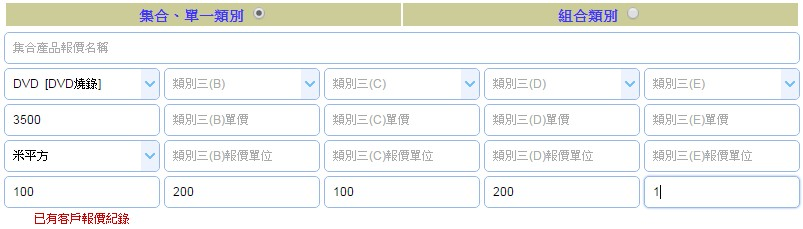 集合、單一類別 組合類別
集合產品報價名稱
DVD [DVD燒錄] 類別三(B) 類別三(C) 類別三(D) 類別三(E)
3500 類別三(B)單價 類別三(C)單價 類別三(D)單價 類別三(E)單價
米平方 類別三(B)報價單位 類別三(C)報價單位 類別三(D)報價單位 類別三(E)報價單位
100 200 100 200 1
已有客戶報價紀錄